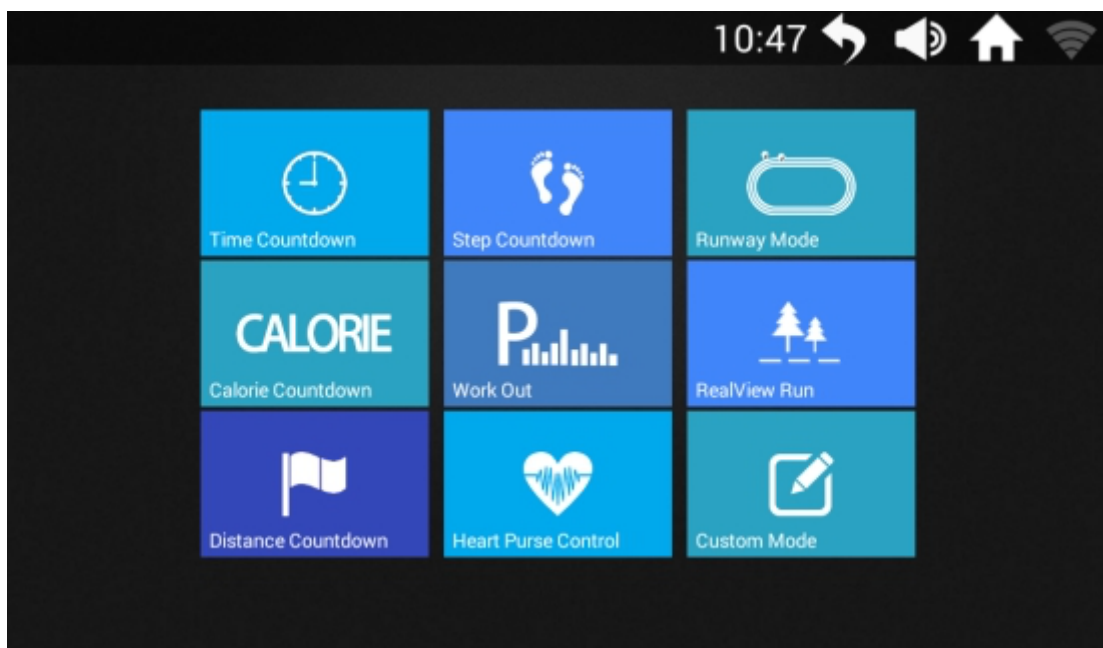 10:47
Time Countdown
Step Countdown
Runway Mode
CALORIE
Calorie Countdown
P
Work Out
RealView Run
Distance Countdown
Heart Purse Control
Custom Mode